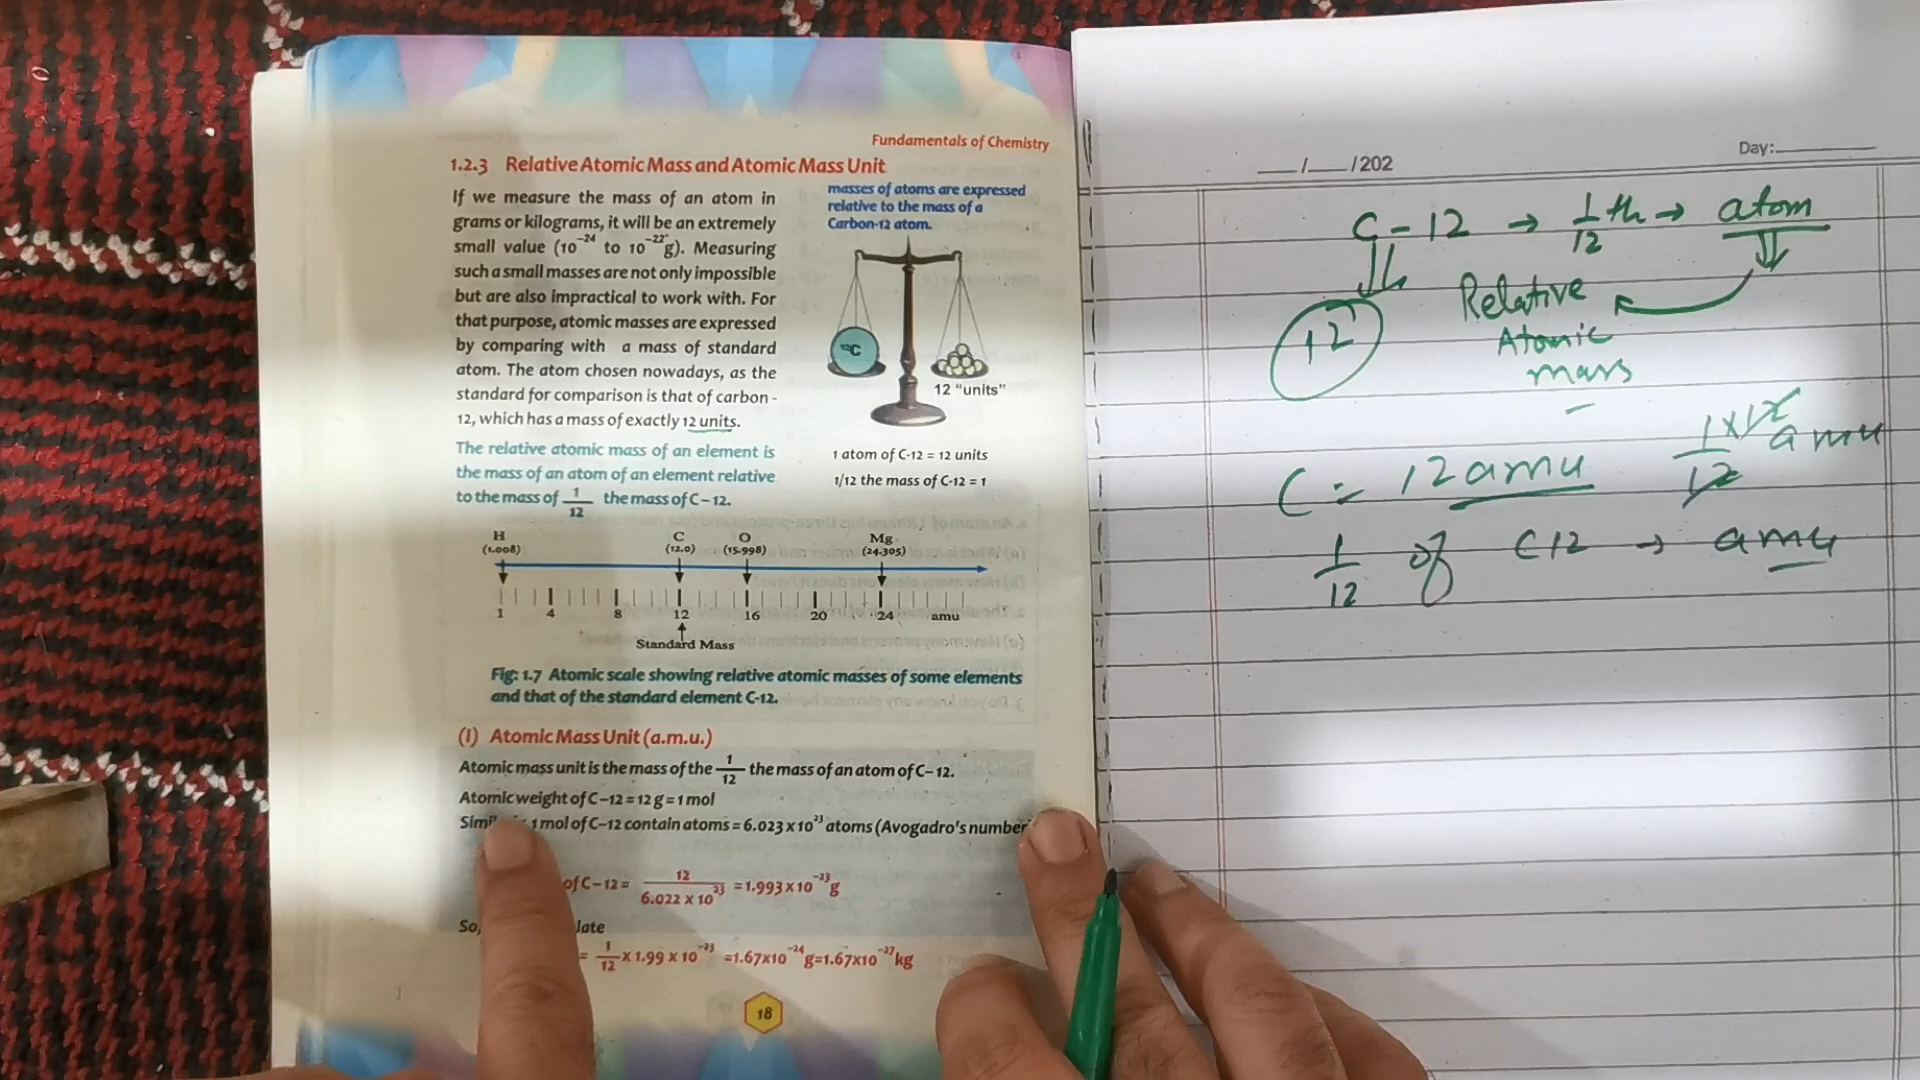 Fundamentals of Chemistry
1.2.3 Relative Atomic Mass and Atomic Mass Unit
If we measure the mass of an atom in
grams or kilograms, it will be an extremely
small value (10⁻²⁴ to 10⁻²² g). Measuring
such a small masses are not only impossible
but are also impractical to work with. For
that purpose, atomic masses are expressed
by comparing with a mass of standard
atom. The atom chosen nowadays, as the
standard for comparison is that of carbon -
12, which has a mass of exactly 12 units.
The relative atomic mass of an element is
the mass of an atom of an element relative
to the mass of 1/12 the mass of C-12.
masses of atoms are expressed
relative to the mass of a
Carbon-12 atom.
¹²C
12 "units"
1 atom of C-12 = 12 units
1/12 the mass of C-12 = 1
H C O Mg
(1.008) (12.0) (15.998) (24.305)
1 4 8 12 16 20 24 amu
Standard Mass
Fig: 1.7 Atomic scale showing relative atomic masses of some elements
and that of the standard element C-12.
(I) Atomic Mass Unit (a.m.u.)
Atomic mass unit is the mass of the 1/12 the mass of an atom of C-12.
Atomic weight of C-12 = 12 g = 1 mol
1 mol of C-12 contain atoms = 6.023 x 10²³ atoms (Avogadro's number
of C-12 = 12/6.022 x 10²³ = 1.993 x 10⁻²³ g
So,
= 1/12 x 1.99 x 10⁻²³ = 1.67x10⁻²⁴ g = 1.67x10⁻²⁷ kg
18
__/__/202
Day:
C-12 → 1/12 th → atom
12
Relative
Atomic
mass
C = 12 amu
1/12 x 12 amu
1/12 of C12 → amu